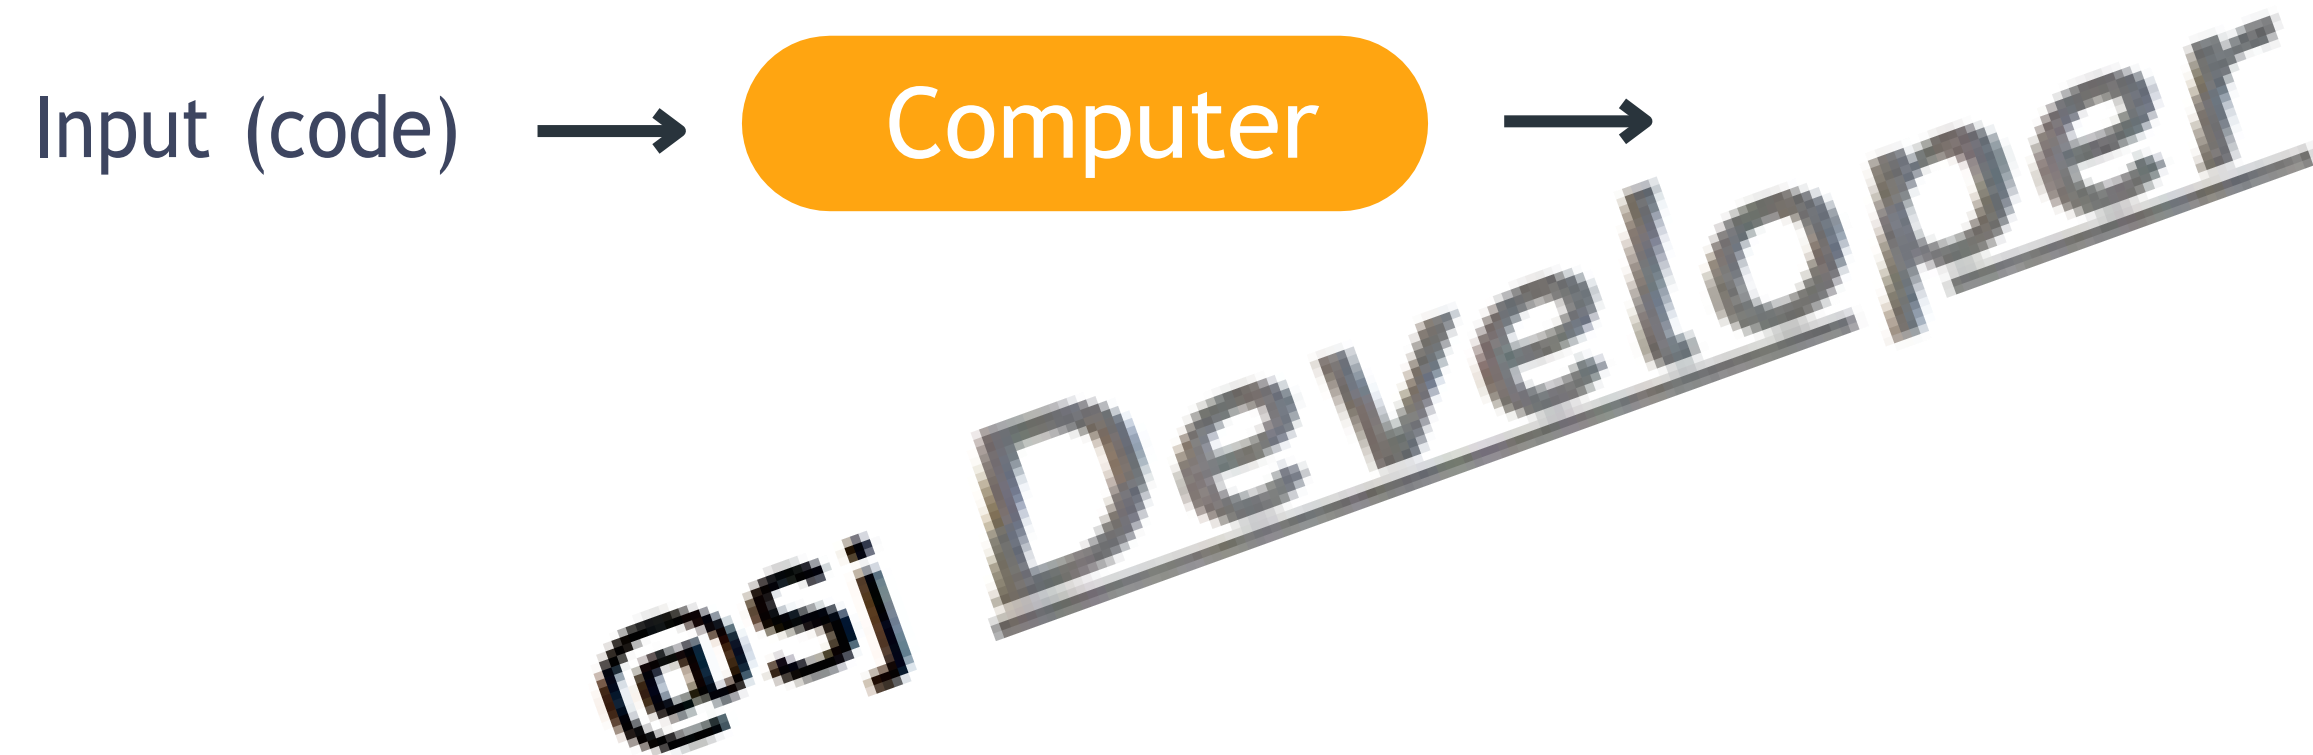 Input (code) → Computer →
@Sj Developer